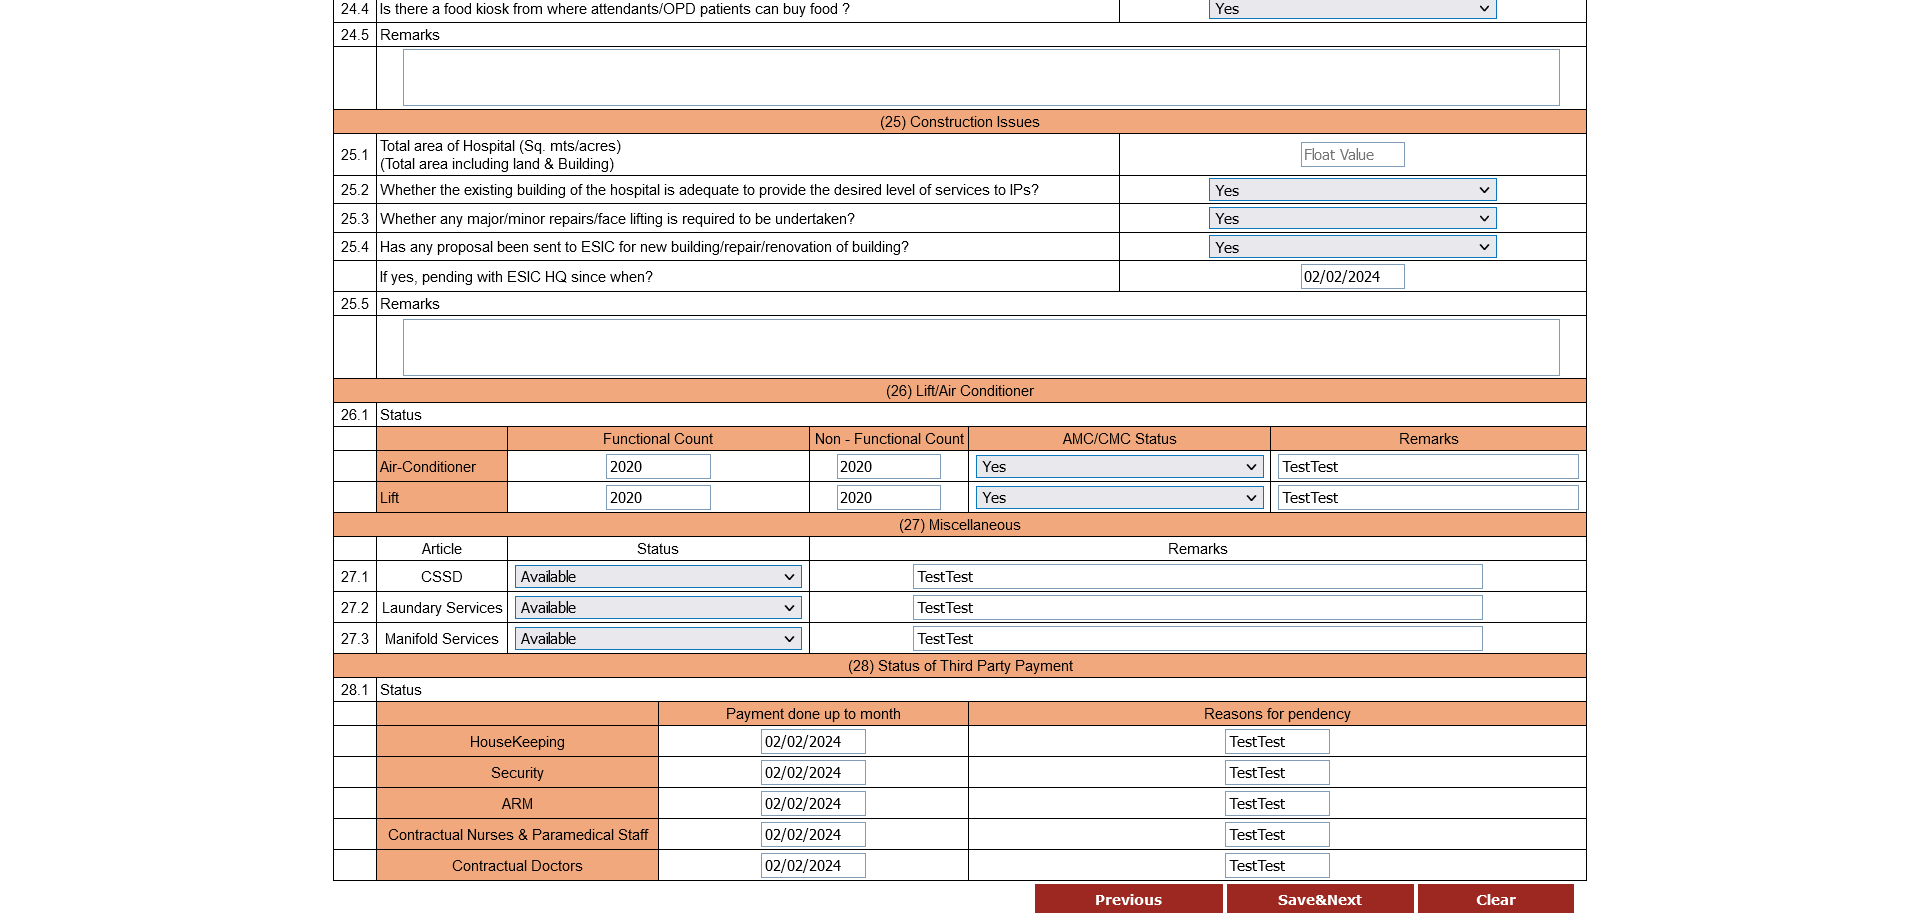 24.4 Is there a food kiosk from where attendants/OPD patients can buy food ? Yes
24.5 Remarks
(25) Construction Issues
25.1 Total area of Hospital (Sq. mts/acres)
(Total area including land & Building) Float Value
25.2 Whether the existing building of the hospital is adequate to provide the desired level of services to IPs? Yes
25.3 Whether any major/minor repairs/face lifting is required to be undertaken? Yes
25.4 Has any proposal been sent to ESIC for new building/repair/renovation of building? Yes
If yes, pending with ESIC HQ since when? 02/02/2024
25.5 Remarks
(26) Lift/Air Conditioner
26.1 Status
Functional Count Non - Functional Count AMC/CMC Status Remarks
Air-Conditioner 2020 2020 Yes TestTest
Lift 2020 2020 Yes TestTest
(27) Miscellaneous
Article Status Remarks
27.1 CSSD Available TestTest
27.2 Laundary Services Available TestTest
27.3 Manifold Services Available TestTest
(28) Status of Third Party Payment
28.1 Status
Payment done up to month Reasons for pendency
HouseKeeping 02/02/2024 TestTest
Security 02/02/2024 TestTest
ARM 02/02/2024 TestTest
Contractual Nurses & Paramedical Staff 02/02/2024 TestTest
Contractual Doctors 02/02/2024 TestTest
Previous Save&Next Clear